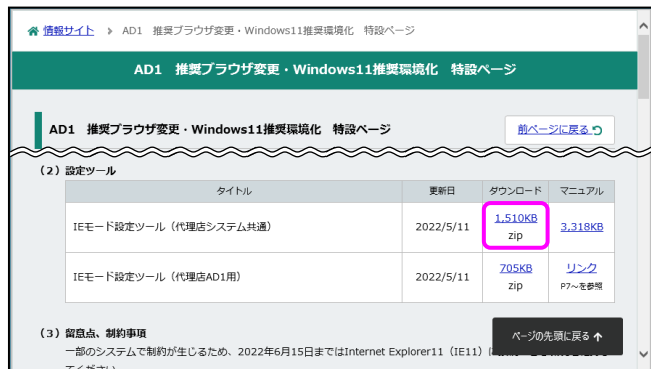 情報サイト > AD1 推奨ブラウザ変更・Windows11推奨環境化 特設ページ
AD1 推奨ブラウザ変更・Windows11推奨環境化 特設ページ
AD1 推奨ブラウザ変更・Windows11推奨環境化 特設ページ 前ページに戻る
(2)設定ツール
タイトル 更新日 ダウンロード マニュアル
IEモード設定ツール(代理店システム共通) 2022/5/11 1,510KB zip 3,318KB
IEモード設定ツール(代理店AD1用) 2022/5/11 705KB zip リンク P7~を参照
(3)留意点、制約事項
ページの先頭に戻る
一部のシステムで制約が生じるため、2022年6月15日まではInternet Explorer11(IE11)
てください